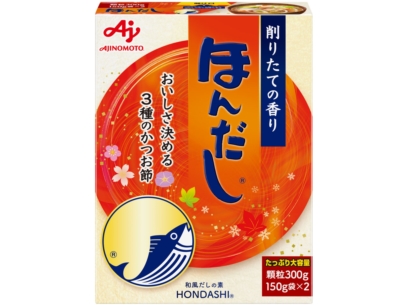 Aj
AJINOMOTO
削りたての香り
ほんだし®
おいしさ決める
3種のかつお節
®
和風だしの素
HONDASHI®
たっぷり大容量
顆粒300g
150g袋×2